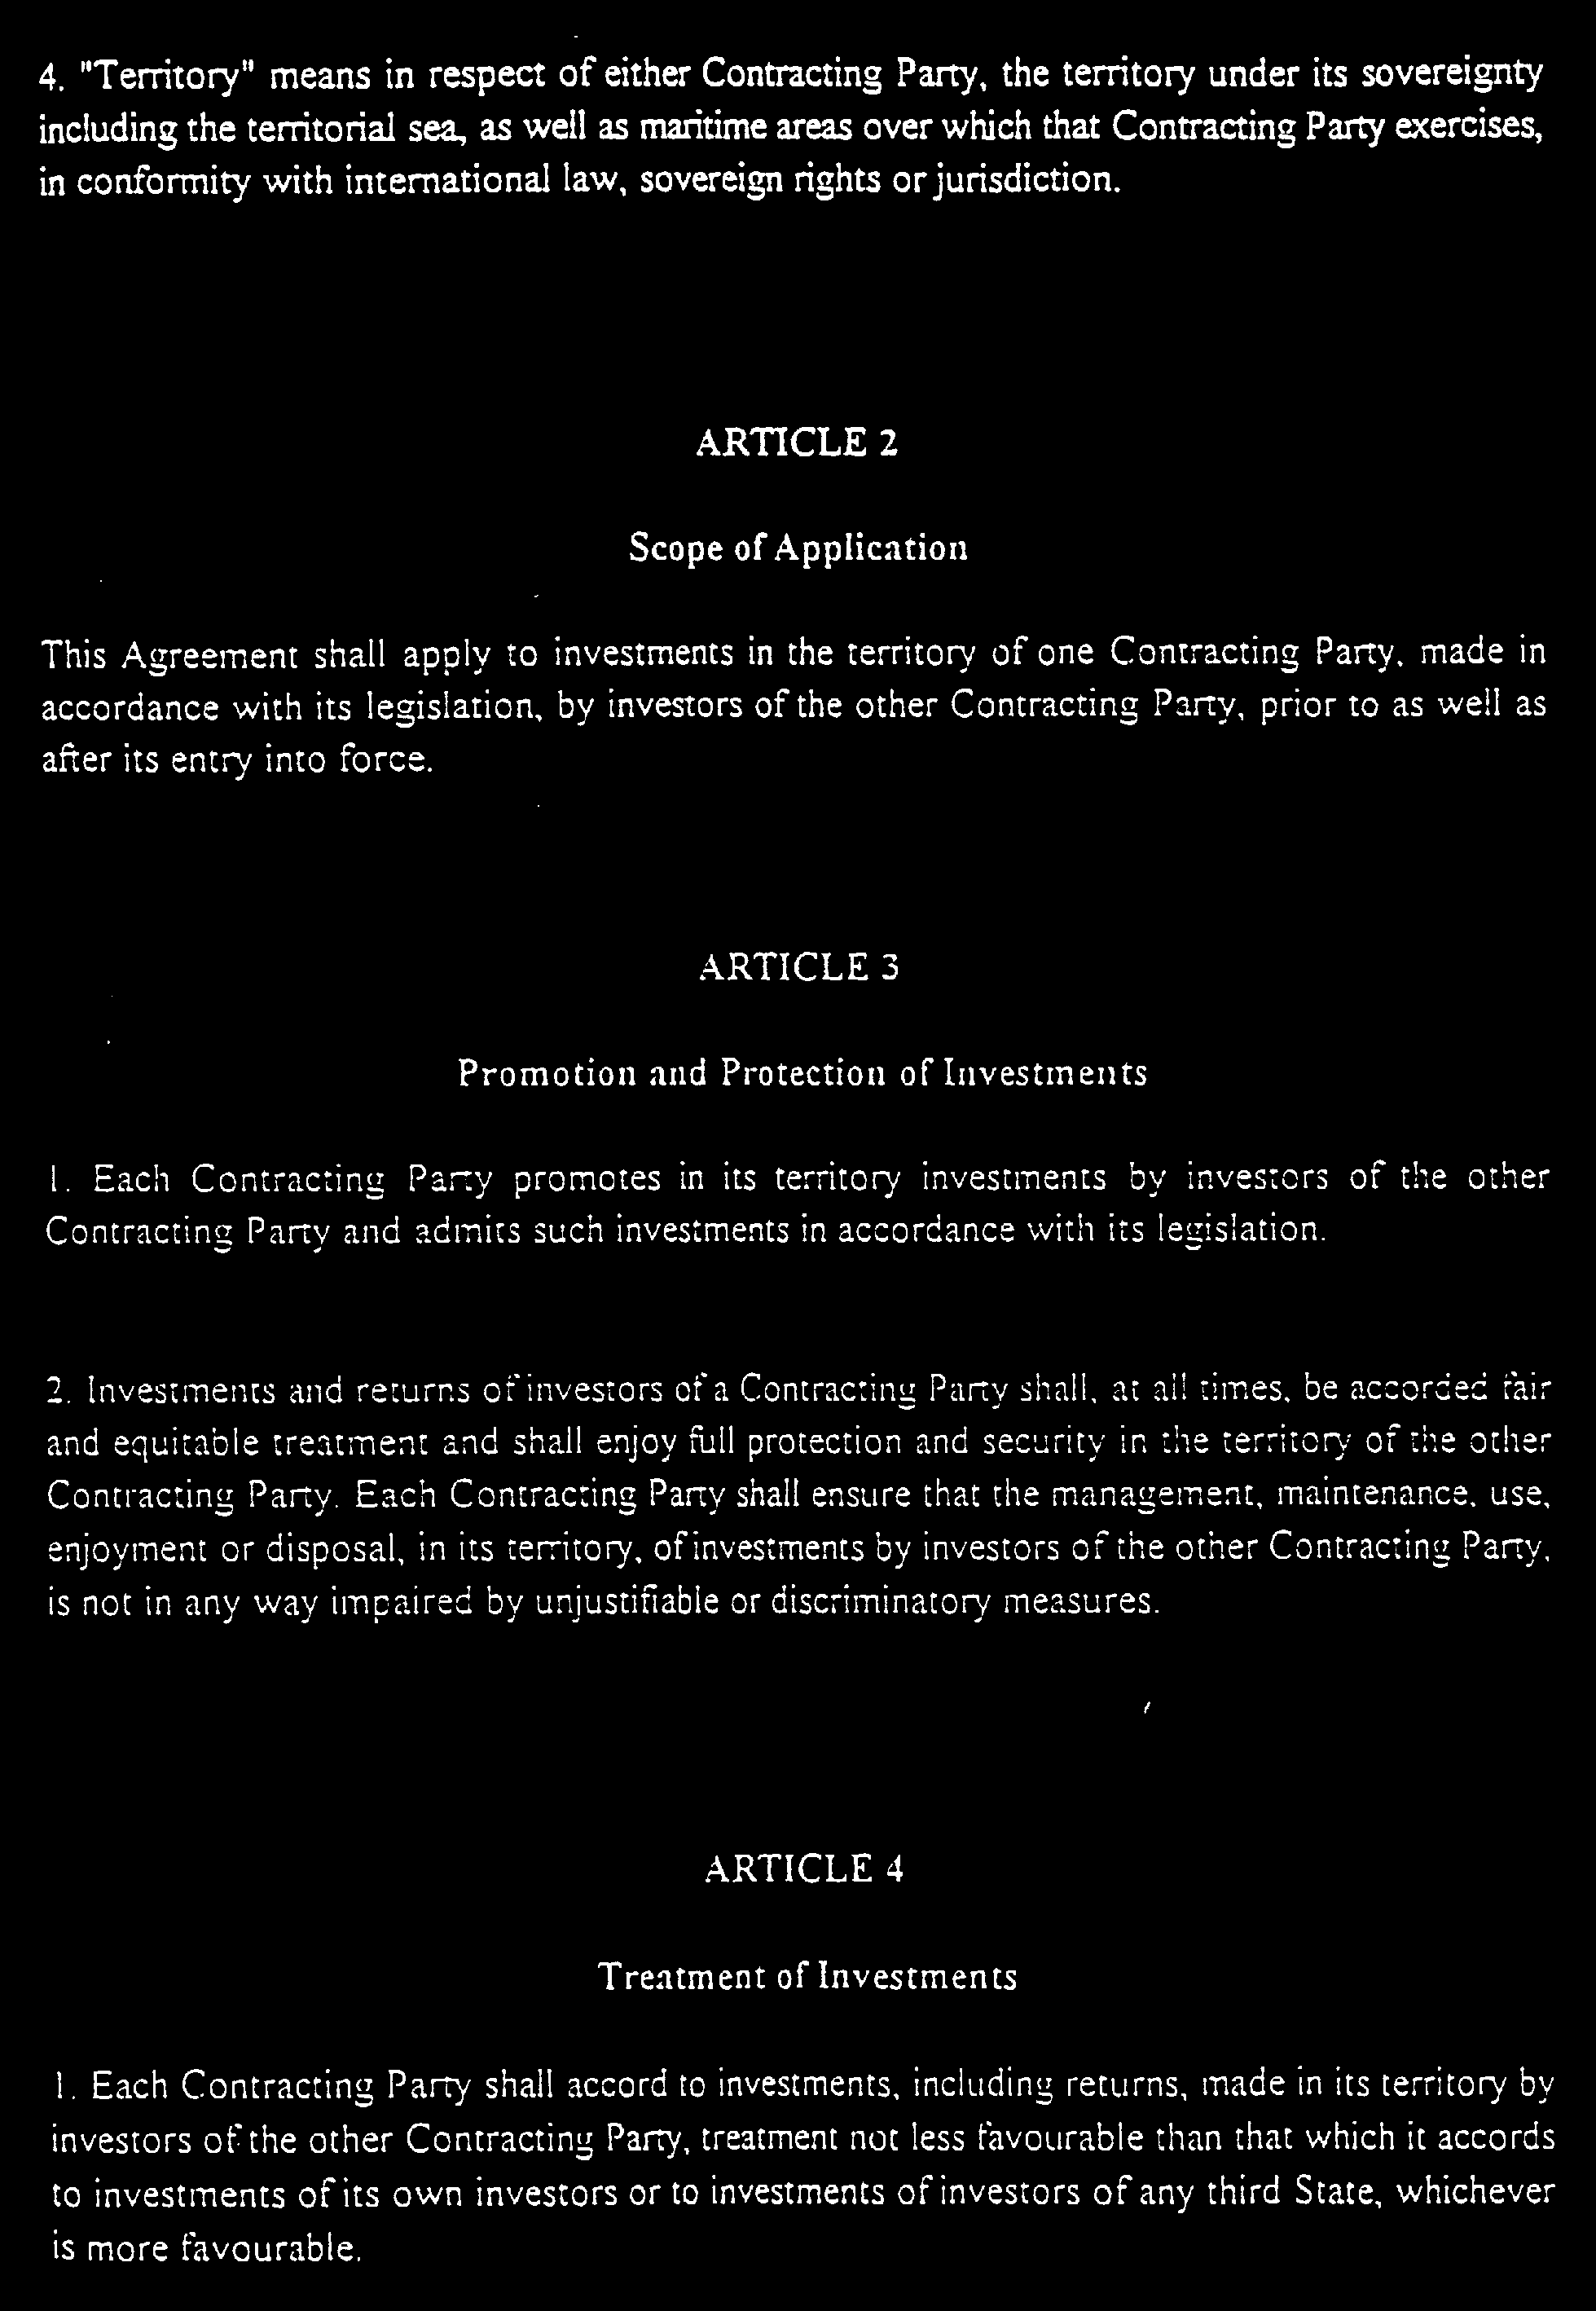 4. "Territory" means in respect of either Contracting Party, the territory under its sovereignty
including the territorial sea, as well as maritime areas over which that Contracting Party exercises,
in conformity with international law, sovereign rights or jurisdiction.
ARTICLE 2
Scope of Application
This Agreement shall apply to investments in the territory of one Contracting Party, made in
accordance with its legislation, by investors of the other Contracting Party, prior to as well as
after its entry into force.
ARTICLE 3
Promotion and Protection of Investments
1. Each Contracting Party promotes in its territory investments by investors of the other
Contracting Party and admits such investments in accordance with its legislation.
2. Investments and returns of investors of a Contracting Party shall, at all times, be accorded fair
and equitable treatment and shall enjoy full protection and security in the territory of the other
Contracting Party. Each Contracting Party shall ensure that the management, maintenance, use,
enjoyment or disposal, in its territory, of investments by investors of the other Contracting Party,
is not in any way impaired by unjustifiable or discriminatory measures.
ARTICLE 4
Treatment of Investments
1. Each Contracting Party shall accord to investments, including returns, made in its territory by
investors of the other Contracting Party, treatment not less favourable than that which it accords
to investments of its own investors or to investments of investors of any third State, whichever
is more favourable.